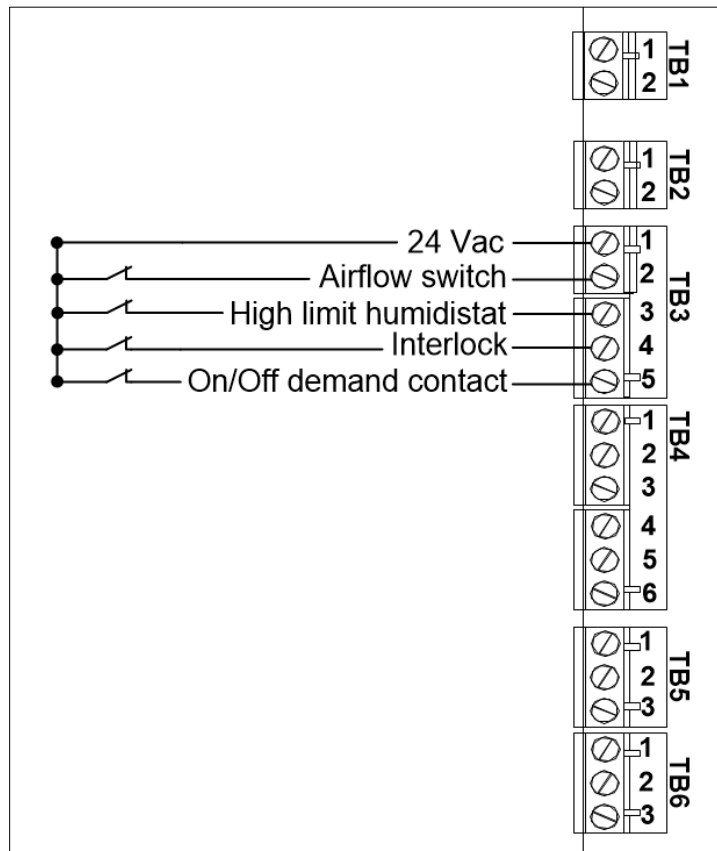 1
2
TB1
1
2
TB2
24 Vac
1
Airflow switch
2
High limit humidistat
3
Interlock
4
On/Off demand contact
5
TB3
1
2
3
4
5
6
TB4
1
2
3
TB5
1
2
3
TB6